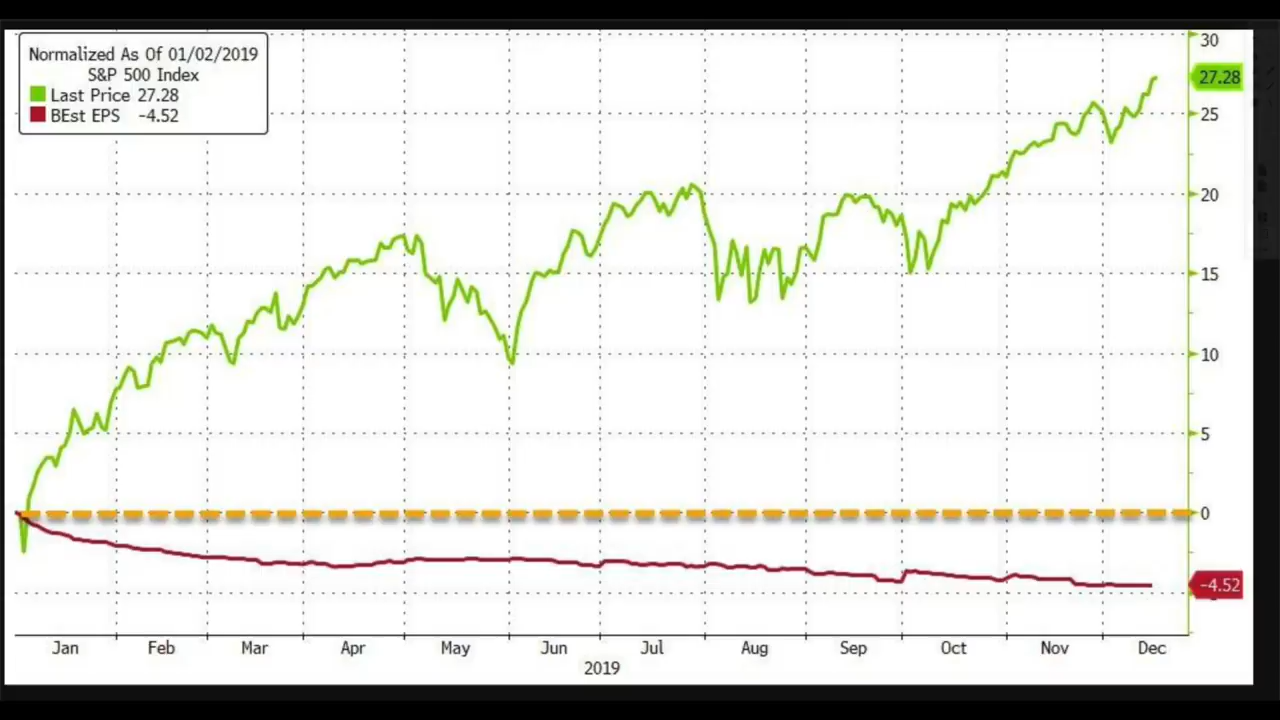 Normalized As Of 01/02/2019
S&P 500 Index
Last Price 27.28
BEst EPS -4.52
30
27.28
25
20
15
10
5
0
-4.52
Jan Feb Mar Apr May Jun Jul Aug Sep Oct Nov Dec
2019